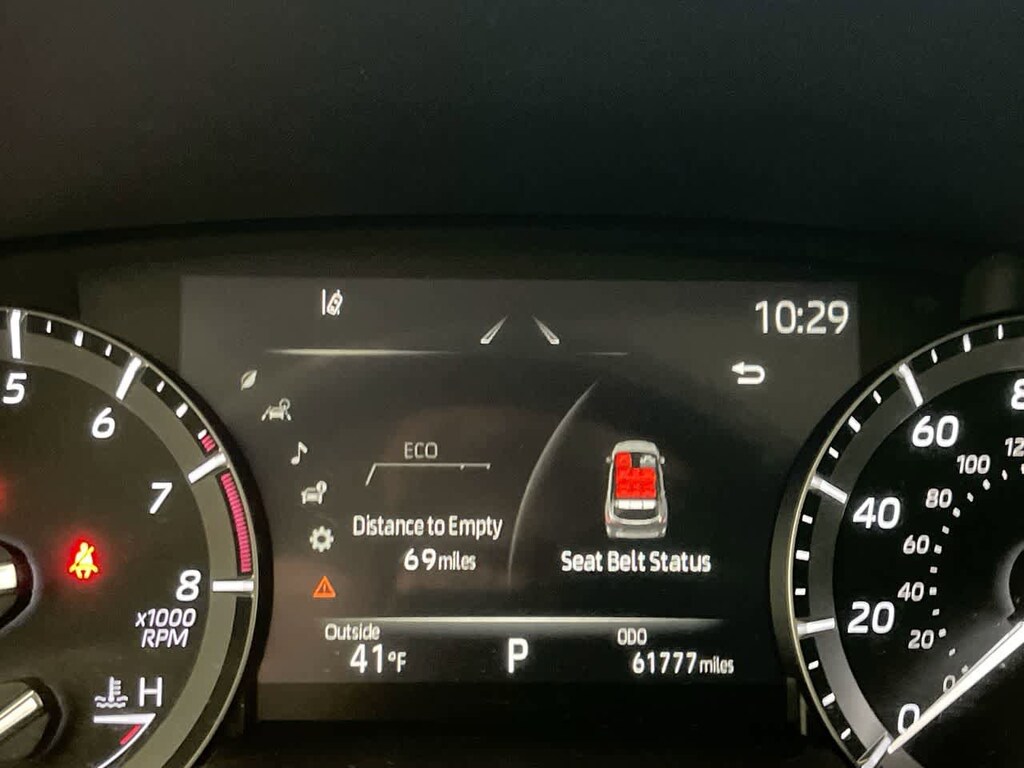 10:29
5
6
7
8
x1000
RPM
H
ECO
Distance to Empty
69 miles
Seat Belt Status
Outside
41°F
P
ODO
61777 miles
60
40
20
0
100
80
60
40
20
0